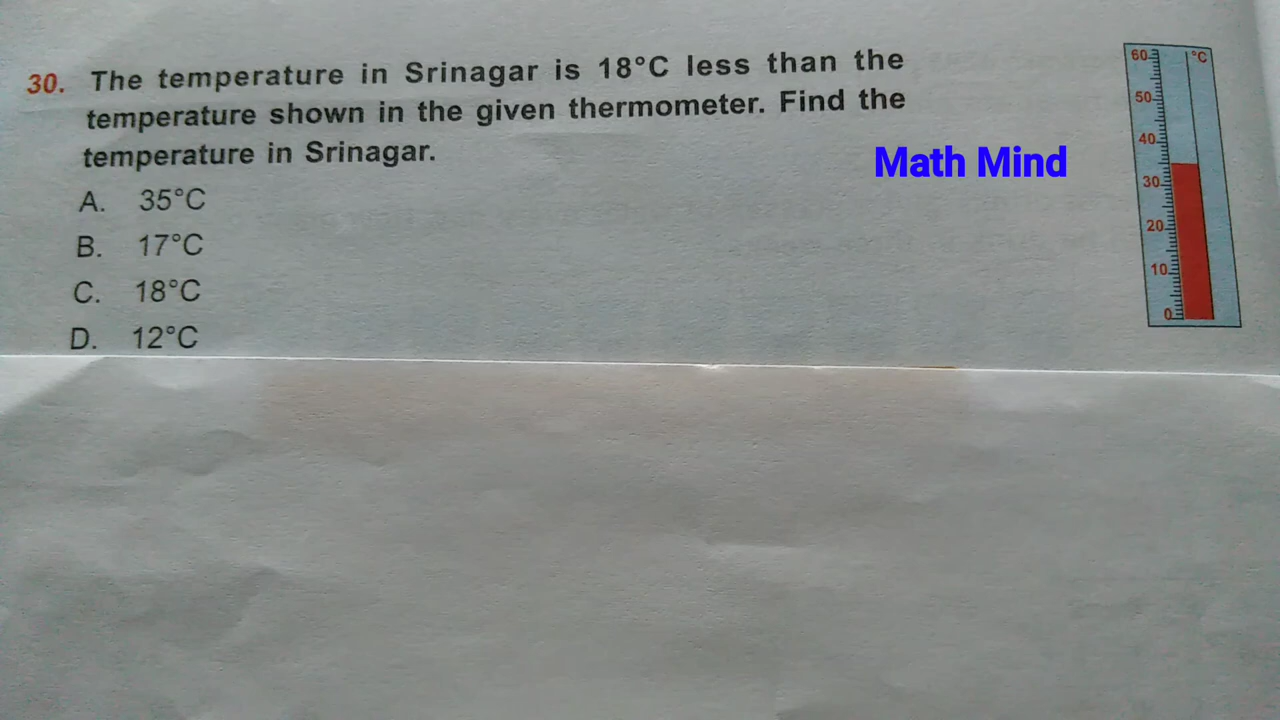 30. The temperature in Srinagar is 18°C less than the
temperature shown in the given thermometer. Find the
temperature in Srinagar.
Math Mind
A. 35°C
B. 17°C
C. 18°C
D. 12°C
60 °C
50
40
30
20
10
0